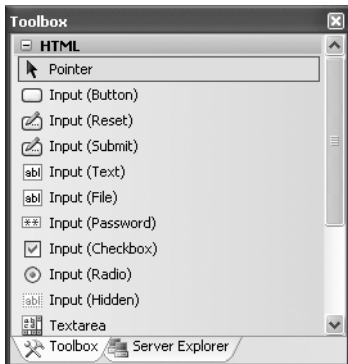 Toolbox
HTML
Pointer
Input (Button)
Input (Reset)
Input (Submit)
abl Input (Text)
abl Input (File)
** Input (Password)
Input (Checkbox)
Input (Radio)
abl Input (Hidden)
Textarea
Toolbox Server Explorer